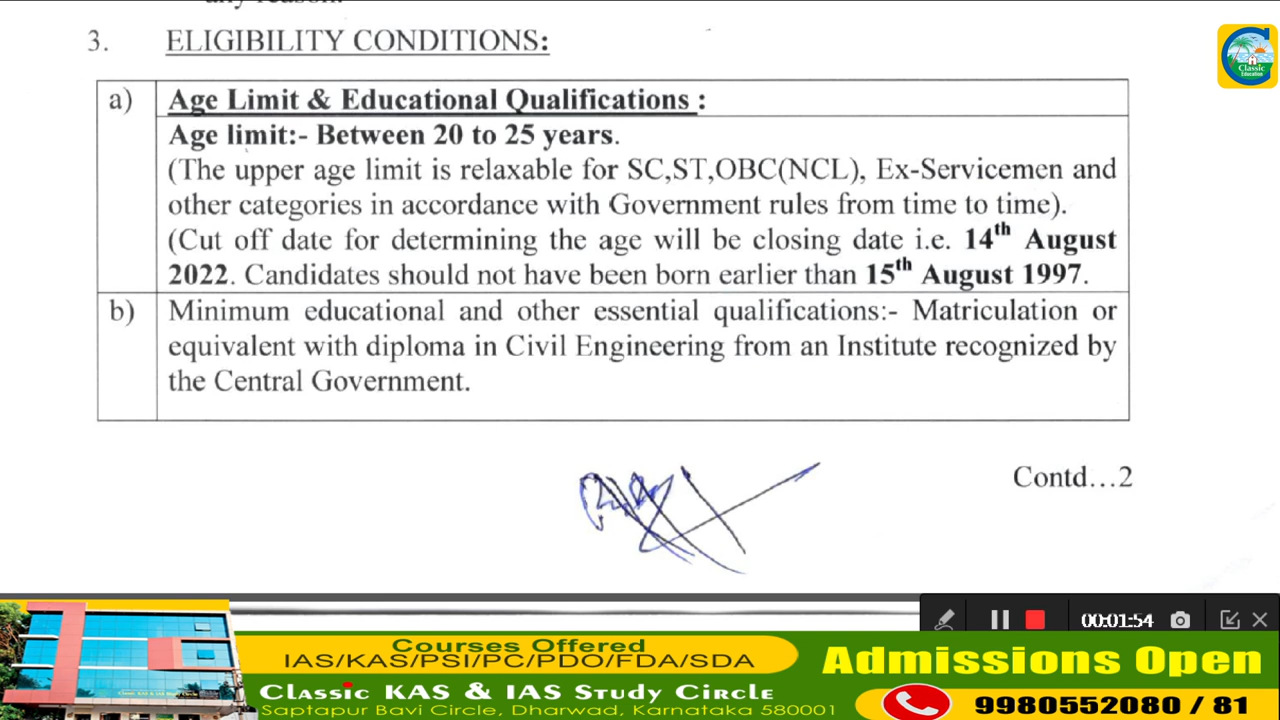 any reason.
3. ELIGIBILITY CONDITIONS:
a) Age Limit & Educational Qualifications :
Age limit:- Between 20 to 25 years.
(The upper age limit is relaxable for SC,ST,OBC(NCL), Ex-Servicemen and
other categories in accordance with Government rules from time to time).
(Cut off date for determining the age will be closing date i.e. 14th August
2022. Candidates should not have been born earlier than 15th August 1997.
b) Minimum educational and other essential qualifications:- Matriculation or
equivalent with diploma in Civil Engineering from an Institute recognized by
the Central Government.
Contd...2
Classic
Education
00:01:54
Courses Offered
IAS/KAS/PSI/PC/PDO/FDA/SDA
Classic KAS & IAS Study Circle
Saptapur Bavi Circle, Dharwad, Karnataka 580001
Admissions Open
9980552080 / 81